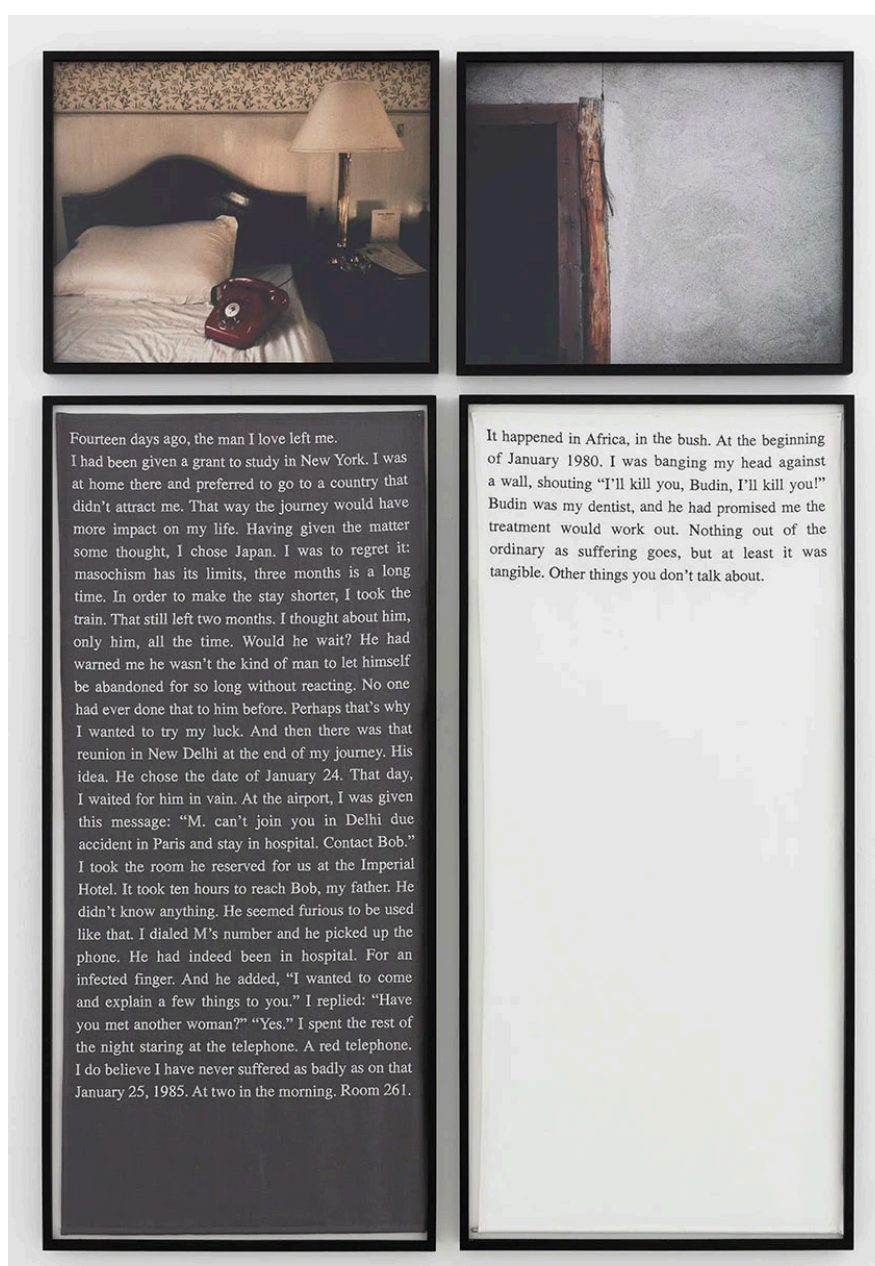 Fourteen days ago, the man I love left me.
I had been given a grant to study in New York. I was
at home there and preferred to go to a country that
didn’t attract me. That way the journey would have
more impact on my life. Having given the matter
some thought, I chose Japan. I was to regret it:
masochism has its limits, three months is a long
time. In order to make the stay shorter, I took the
train. That still left two months. I thought about him,
only him, all the time. Would he wait? He had
warned me he wasn’t the kind of man to let himself
be abandoned for so long without reacting. No one
had ever done that to him before. Perhaps that’s why
I wanted to try my luck. And then there was that
reunion in New Delhi at the end of my journey. His
idea. He chose the date of January 24. That day,
I waited for him in vain. At the airport, I was given
this message: “M. can’t join you in Delhi due
accident in Paris and stay in hospital. Contact Bob.”
I took the room he reserved for us at the Imperial
Hotel. It took ten hours to reach Bob, my father. He
didn’t know anything. He seemed furious to be used
like that. I dialed M’s number and he picked up the
phone. He had indeed been in hospital. For an
infected finger. And he added, “I wanted to come
and explain a few things to you.” I replied: “Have
you met another woman?” “Yes.” I spent the rest of
the night staring at the telephone. A red telephone.
I do believe I have never suffered as badly as on that
January 25, 1985. At two in the morning. Room 261.
It happened in Africa, in the bush. At the beginning
of January 1980. I was banging my head against
a wall, shouting “I’ll kill you, Budin, I’ll kill you!”
Budin was my dentist, and he had promised me the
treatment would work out. Nothing out of the
ordinary as suffering goes, but at least it was
tangible. Other things you don’t talk about.